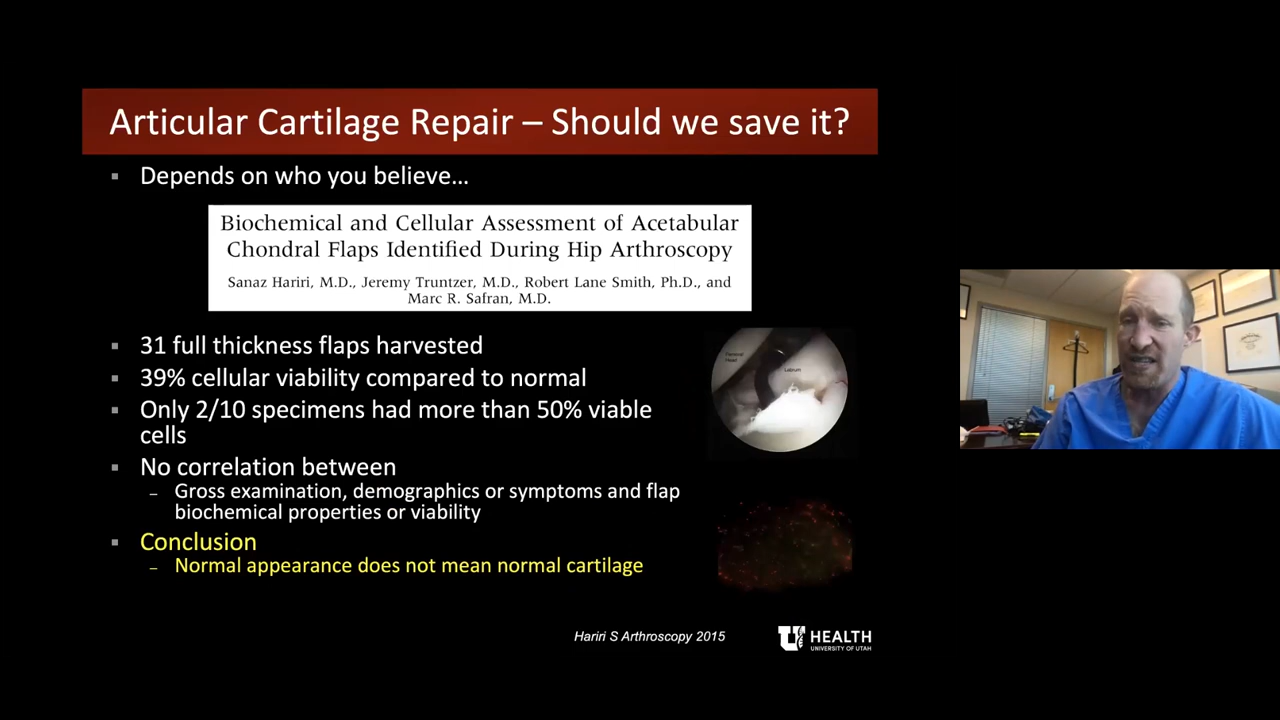 Articular Cartilage Repair – Should we save it?
Depends on who you believe…
Biochemical and Cellular Assessment of Acetabular
Chondral Flaps Identified During Hip Arthroscopy
Sanaz Hariri, M.D., Jeremy Truntzer, M.D., Robert Lane Smith, Ph.D., and
Marc R. Safran, M.D.
31 full thickness flaps harvested
39% cellular viability compared to normal
Only 2/10 specimens had more than 50% viable
cells
No correlation between
– Gross examination, demographics or symptoms and flap
biochemical properties or viability
Conclusion
– Normal appearance does not mean normal cartilage
Femoral
Head
Labrum
Hariri S Arthroscopy 2015
U HEALTH
UNIVERSITY OF UTAH